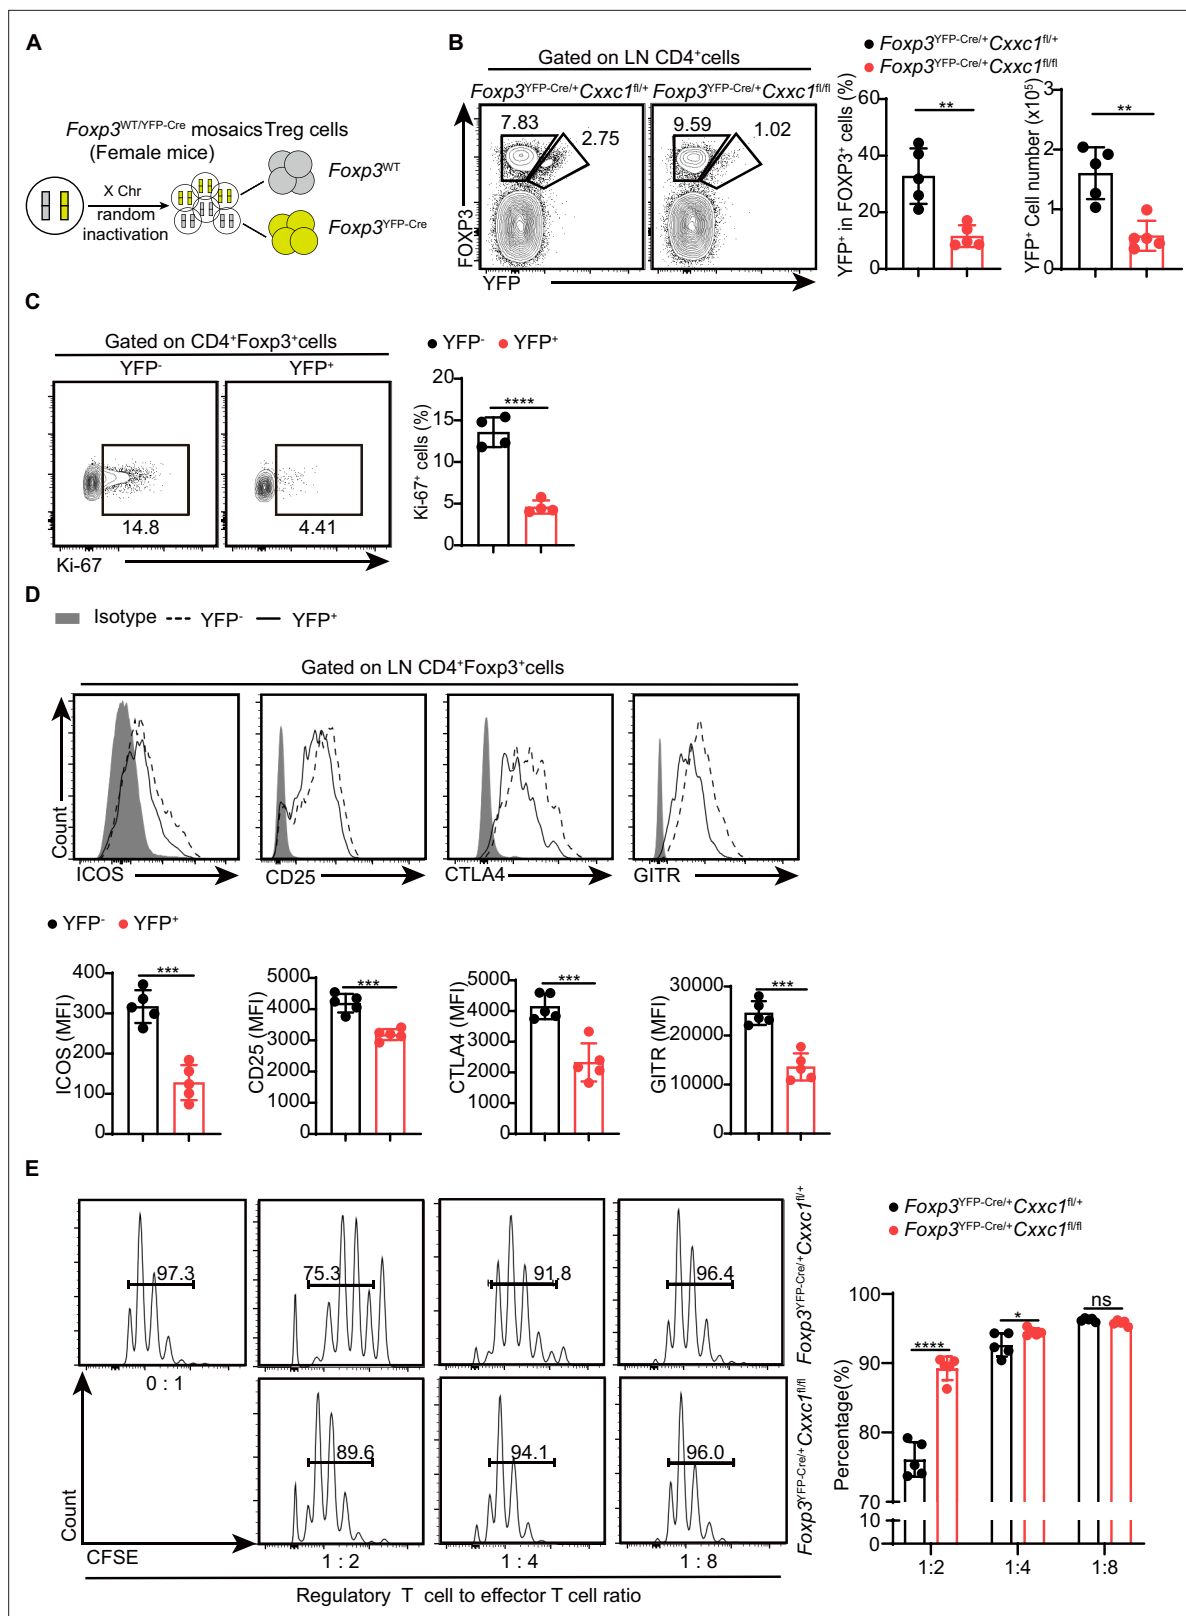 A
Foxp3WT/YFP-Cre mosaics Treg cells
(Female mice)
X Chr
random
inactivation
Foxp3WT
Foxp3YFP-Cre
B
Gated on LN CD4+cells
Foxp3YFP-Cre/+Cxxc1fl/+
Foxp3YFP-Cre/+Cxxc1fl/fl
7.83
2.75
9.59
1.02
FOXP3
YFP
Foxp3YFP-Cre/+Cxxc1fl/+
Foxp3YFP-Cre/+Cxxc1fl/fl
YFP+ in FOXP3+ cells (%)
60
40
20
0
**
YFP+ Cell number (x10⁵)
3
2
1
0
**
C
Gated on CD4+Foxp3+cells
YFP-
YFP+
14.8
4.41
Ki-67
YFP-
YFP+
Ki-67+ cells (%)
20
15
10
5
0
****
D
Isotype
YFP-
YFP+
Gated on LN CD4+Foxp3+cells
Count
ICOS
CD25
CTLA4
GITR
YFP-
YFP+
ICOS (MFI)
400
300
200
100
0
***
CD25 (MFI)
5000
4000
3000
2000
1000
0
***
CTLA4 (MFI)
5000
4000
3000
2000
1000
0
***
GITR (MFI)
30000
20000
10000
0
***
E
97.3
75.3
91.8
96.4
Foxp3YFP-Cre/+Cxxc1fl/+
0 : 1
89.6
94.1
96.0
Foxp3YFP-Cre/+Cxxc1fl/fl
Count
CFSE
1 : 2
1 : 4
1 : 8
Regulatory T cell to effector T cell ratio
Foxp3YFP-Cre/+Cxxc1fl/+
Foxp3YFP-Cre/+Cxxc1fl/fl
Percentage(%)
100
90
80
70
10
0
****
*
ns
1:2
1:4
1:8